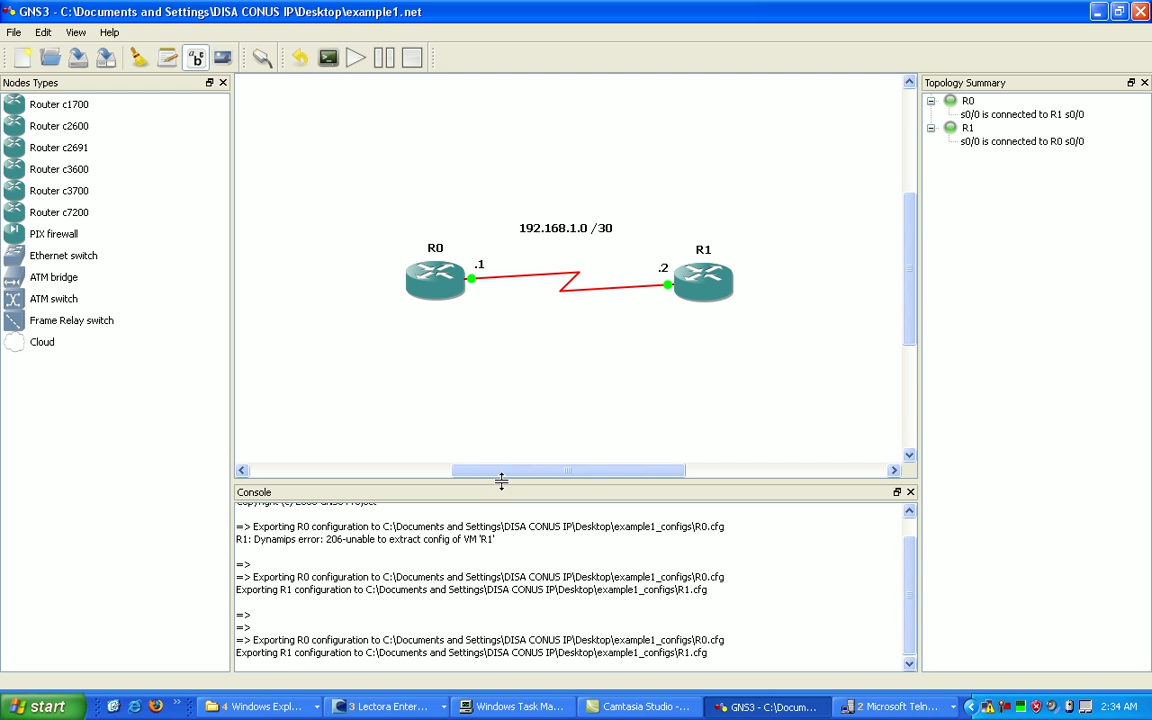 GNS3 - C:\Documents and Settings\DISA CONUS IP\Desktop\example1.net
File Edit View Help
Nodes Types
Router c1700
Router c2600
Router c2691
Router c3600
Router c3700
Router c7200
PIX firewall
Ethernet switch
ATM bridge
ATM switch
Frame Relay switch
Cloud
192.168.1.0 /30
R0
R1
.1
.2
Topology Summary
R0
s0/0 is connected to R1 s0/0
R1
s0/0 is connected to R0 s0/0
Console
=> Exporting R0 configuration to C:\Documents and Settings\DISA CONUS IP\Desktop\example1_configs\R0.cfg
R1: Dynamips error: 206-unable to extract config of VM 'R1'
=>
=> Exporting R0 configuration to C:\Documents and Settings\DISA CONUS IP\Desktop\example1_configs\R0.cfg
Exporting R1 configuration to C:\Documents and Settings\DISA CONUS IP\Desktop\example1_configs\R1.cfg
=>
=>
=> Exporting R0 configuration to C:\Documents and Settings\DISA CONUS IP\Desktop\example1_configs\R0.cfg
Exporting R1 configuration to C:\Documents and Settings\DISA CONUS IP\Desktop\example1_configs\R1.cfg
start
4 Windows Expl...
3 Lectora Enter...
Windows Task Ma...
Camtasia Studio - ...
GNS3 - C:\Docum...
2 Microsoft Teln...
2:34 AM